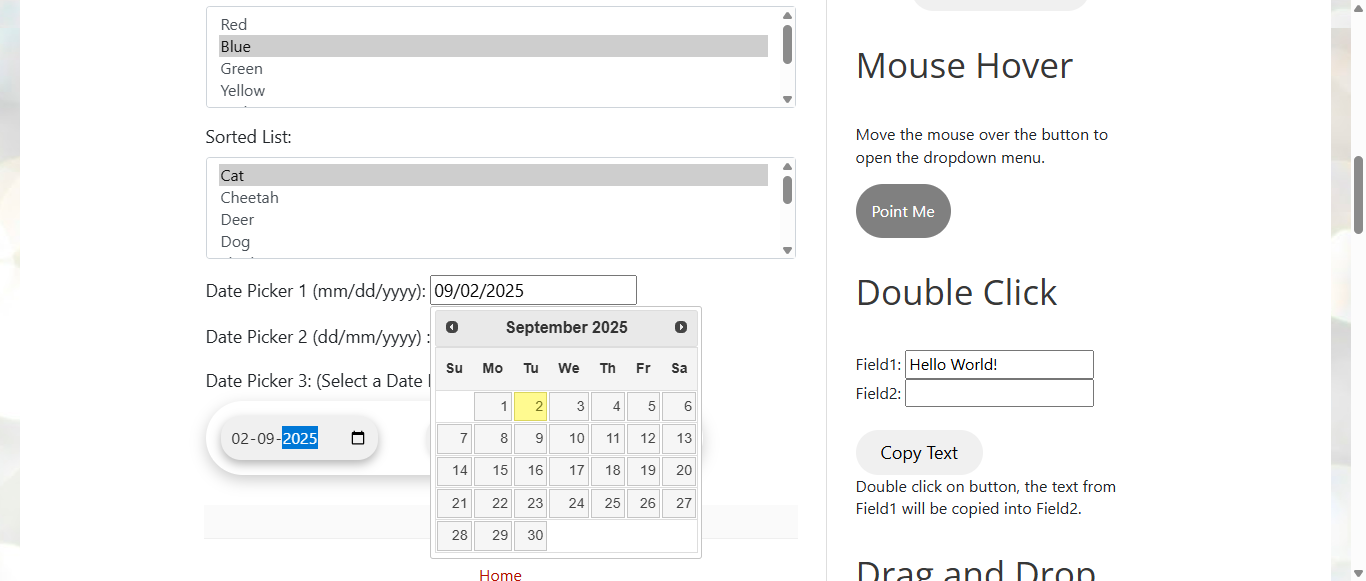 Red
Blue
Green
Yellow
Sorted List:
Cat
Cheetah
Deer
Dog
Date Picker 1 (mm/dd/yyyy): 09/02/2025
September 2025
Su Mo Tu We Th Fr Sa
1 2 3 4 5 6
7 8 9 10 11 12 13
14 15 16 17 18 19 20
21 22 23 24 25 26 27
28 29 30
Date Picker 2 (dd/mm/yyyy) :
Date Picker 3: (Select a Date
02-09-2025
Home
Mouse Hover
Move the mouse over the button to
open the dropdown menu.
Point Me
Double Click
Field1: Hello World!
Field2:
Copy Text
Double click on button, the text from
Field1 will be copied into Field2.
Drag and Drop